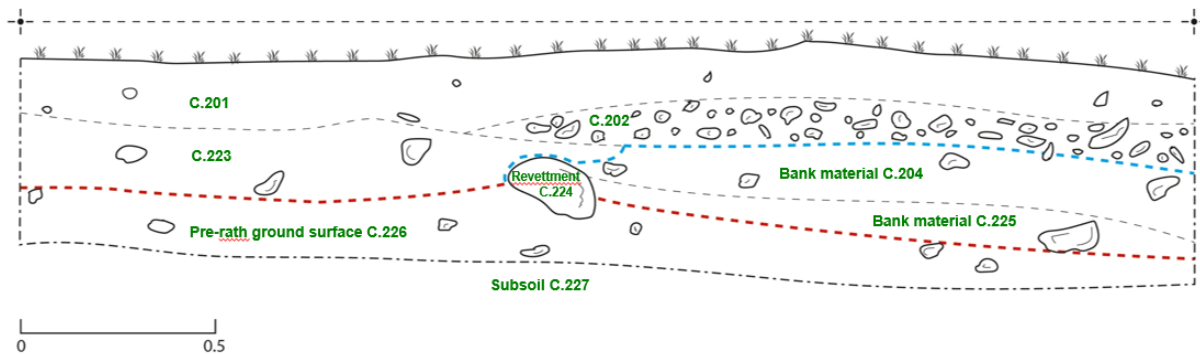 C.201
C.202
C.223
Revettment
C.224
Bank material C.204
Bank material C.225
Pre-rath ground surface C.226
Subsoil C.227
0
0.5